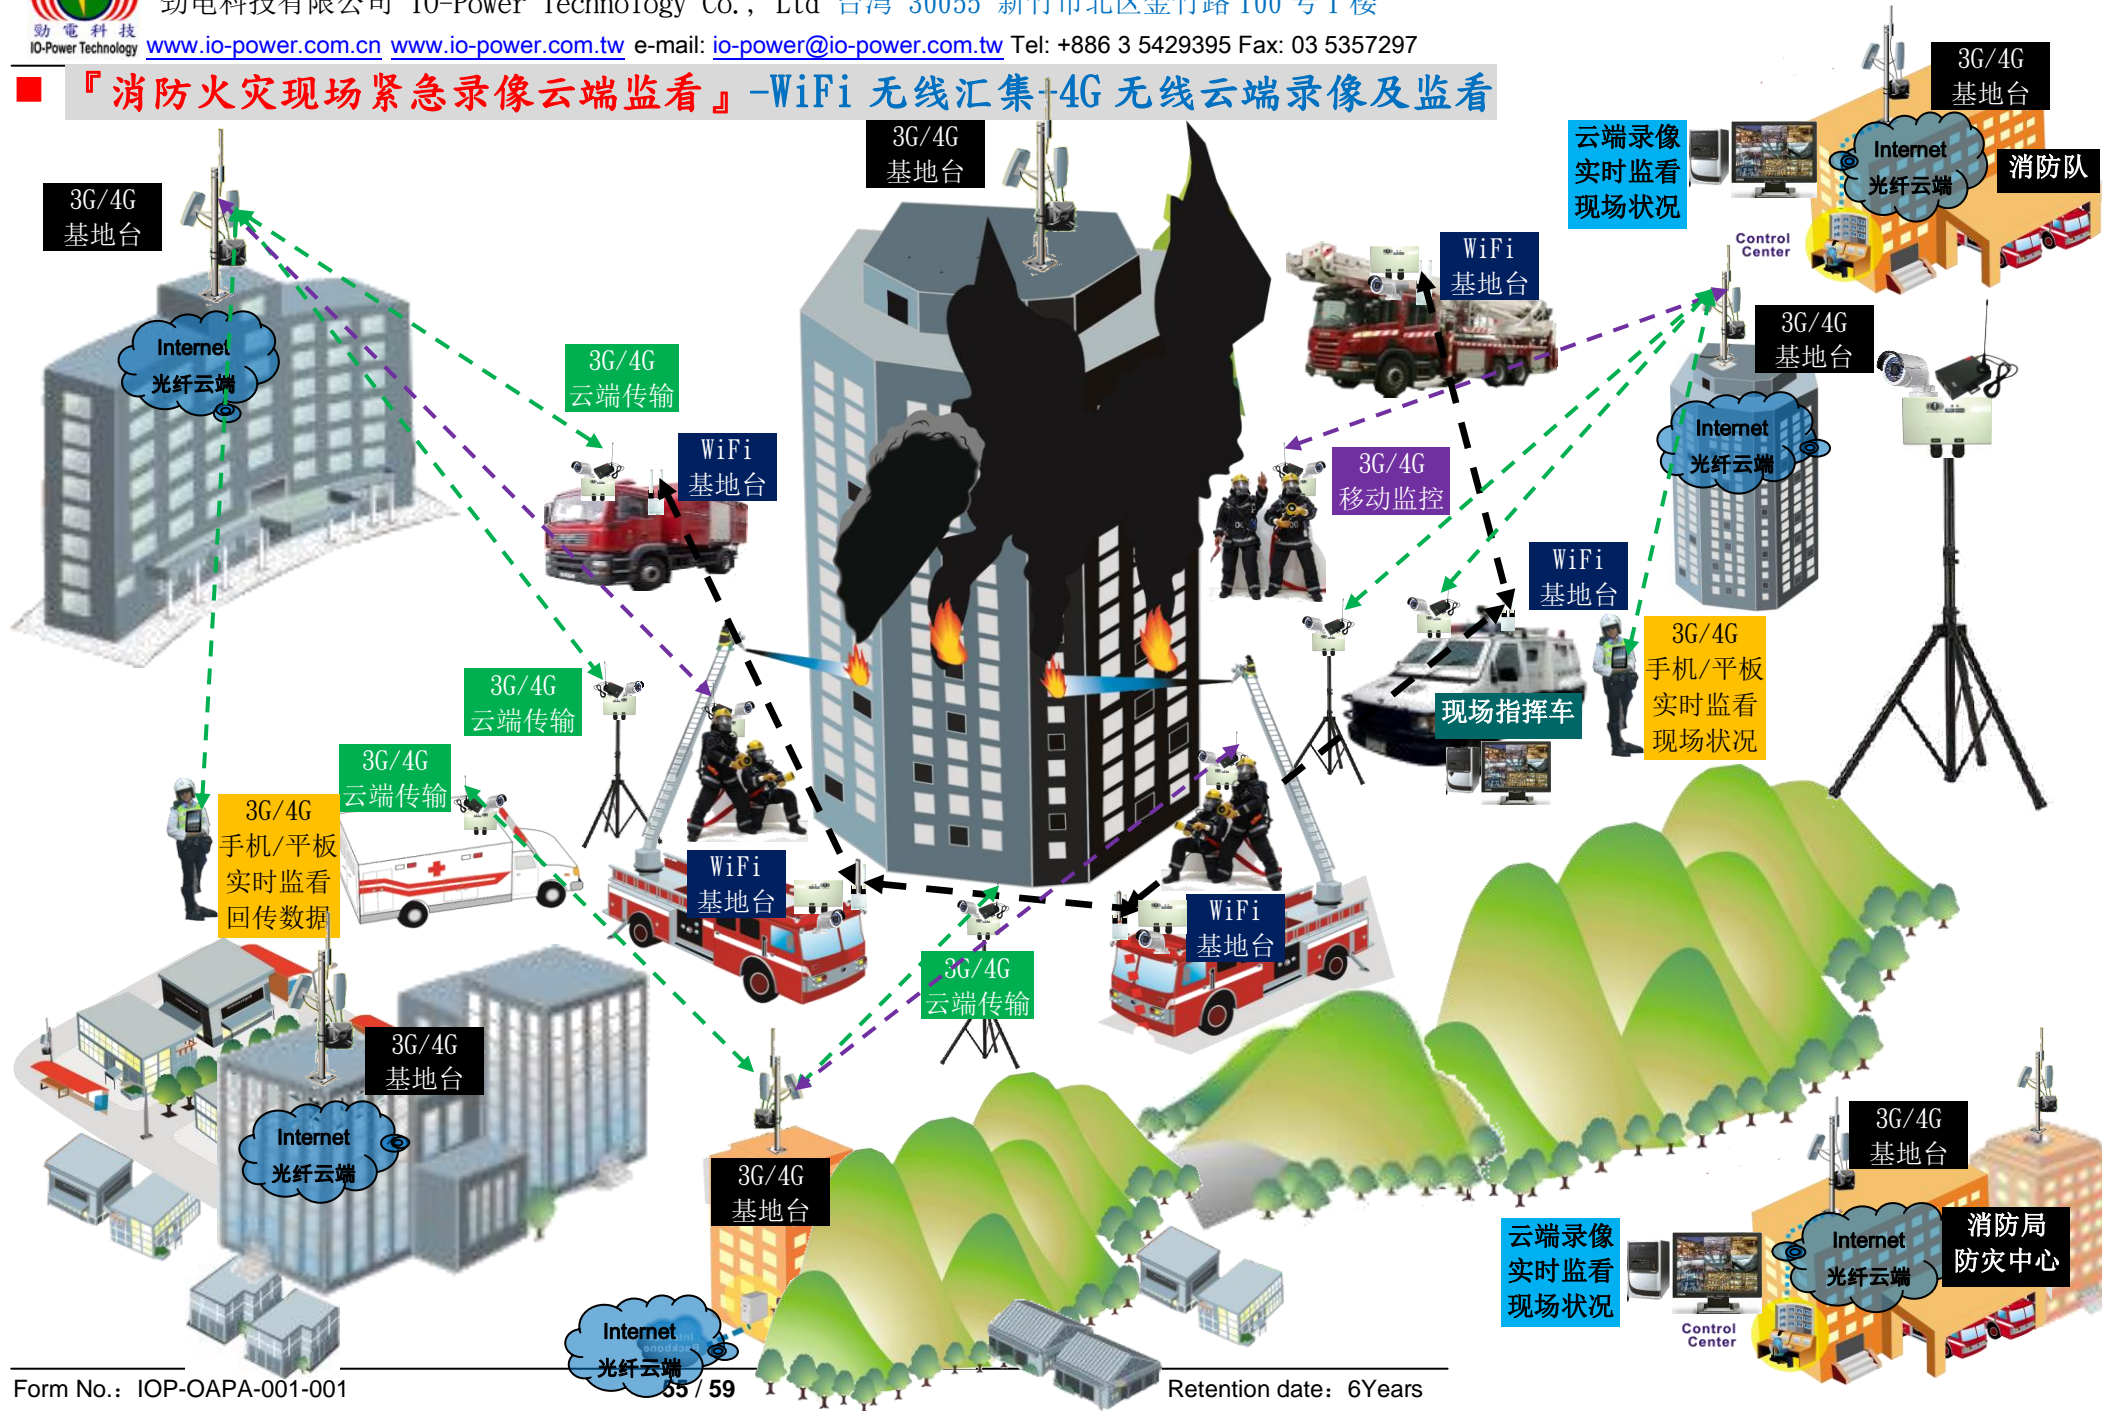 劲电科技有限公司 IO-Power Technology Co., Ltd 台湾 30055 新竹市北区金竹路 100 号 1 楼
勁電科技
IO-Power Technology
www.io-power.com.cn www.io-power.com.tw e-mail: io-power@io-power.com.tw Tel: +886 3 5429395 Fax: 03 5357297
■ 『消防火灾现场紧急录像云端监看』-WiFi 无线汇集-4G 无线云端录像及监看
3G/4G
基地台
3G/4G
基地台
云端录像
实时监看
现场状况
Internet
光纤云端
消防队
Control
Center
3G/4G
基地台
Internet
光纤云端
3G/4G
云端传输
WiFi
基地台
WiFi
基地台
3G/4G
基地台
Internet
光纤云端
3G/4G
移动监控
WiFi
基地台
3G/4G
手机/平板
实时监看
现场状况
现场指挥车
3G/4G
云端传输
3G/4G
云端传输
3G/4G
手机/平板
实时监看
回传数据
WiFi
基地台
WiFi
基地台
3G/4G
云端传输
3G/4G
基地台
Internet
光纤云端
3G/4G
基地台
Internet
光纤云端
3G/4G
基地台
云端录像
实时监看
现场状况
Internet
光纤云端
消防局
防灾中心
Control
Center
Form No.：IOP-OAPA-001-001
55 / 59
Retention date：6Years